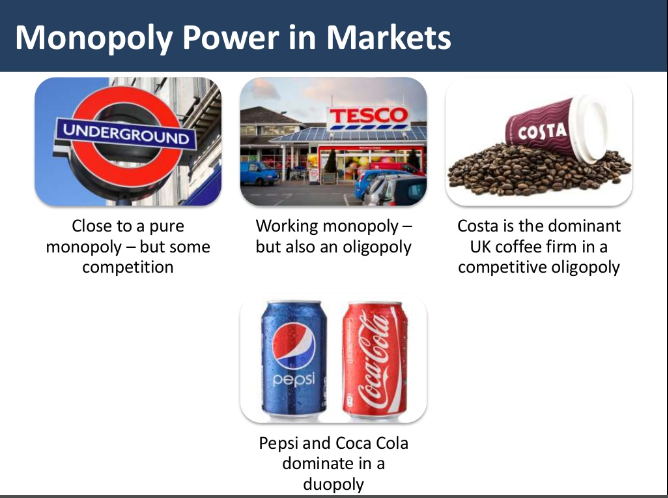 Monopoly Power in Markets
UNDERGROUND
TESCO
COSTA
Close to a pure
monopoly – but some
competition
Working monopoly –
but also an oligopoly
Costa is the dominant
UK coffee firm in a
competitive oligopoly
pepsi
Coca-Cola
Pepsi and Coca Cola
dominate in a
duopoly